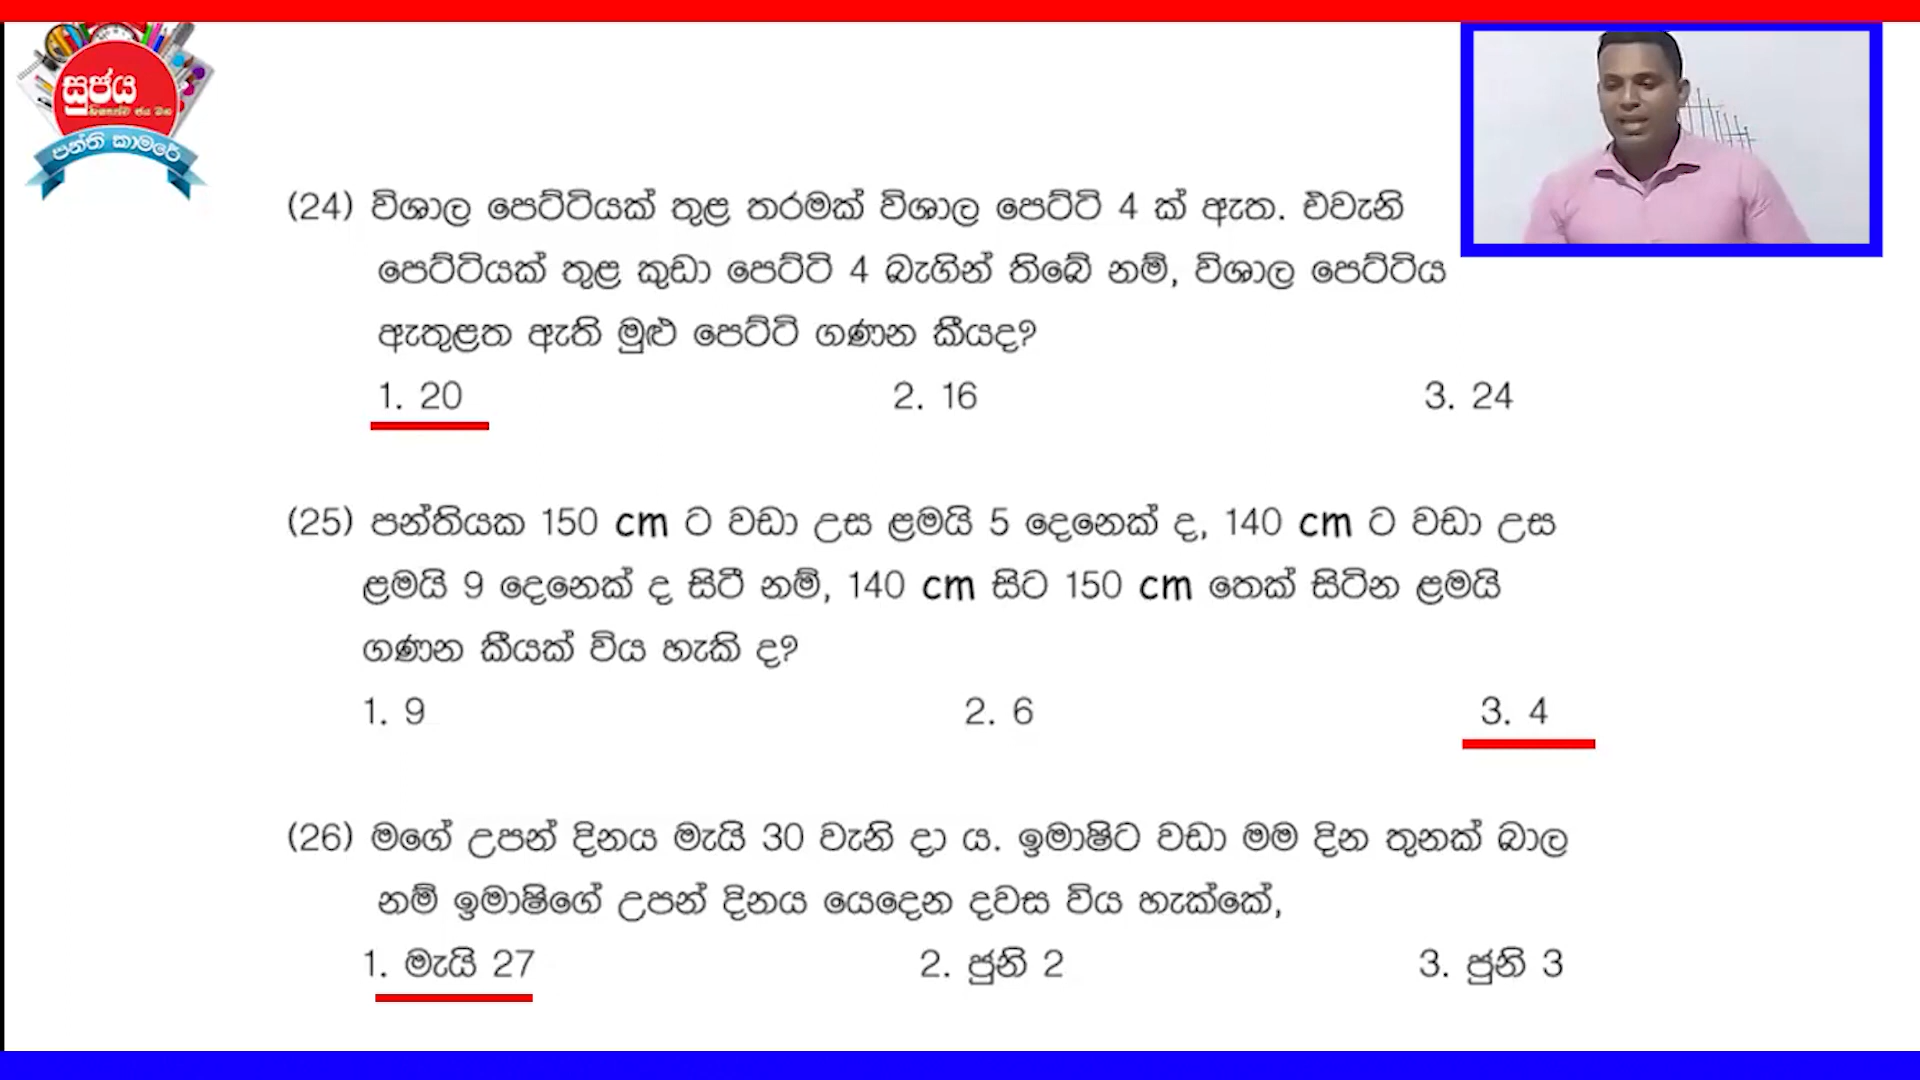 සුජය
පන්ති කාමරේ
(24) විශාල පෙට්ටියක් තුළ තරමක් විශාල පෙට්ටි 4 ක් ඇත. එවැනි
පෙට්ටියක් තුළ කුඩා පෙට්ටි 4 බැගින් තිබේ නම්, විශාල පෙට්ටිය
ඇතුළත ඇති මුළු පෙට්ටි ගණන කීයද?
1. 20 2. 16 3. 24
(25) පන්තියක 150 cm ට වඩා උස ළමයි 5 දෙනෙක් ද, 140 cm ට වඩා උස
ළමයි 9 දෙනෙක් ද සිටී නම්, 140 cm සිට 150 cm තෙක් සිටින ළමයි
ගණන කීයක් විය හැකි ද?
1. 9 2. 6 3. 4
(26) මගේ උපන් දිනය මැයි 30 වැනි දා ය. ඉමාෂිට වඩා මම දින තුනක් බාල
නම් ඉමාෂිගේ උපන් දිනය යෙදෙන දවස විය හැක්කේ,
1. මැයි 27 2. ජුනි 2 3. ජුනි 3